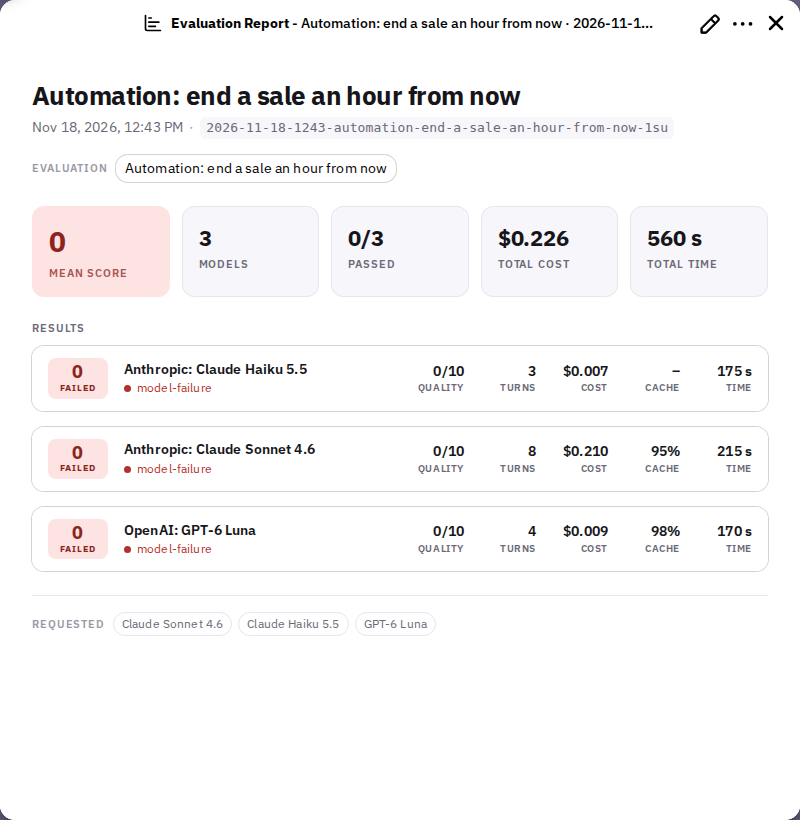 Evaluation Report - Automation: end a sale an hour from now · 2026-11-1...
Automation: end a sale an hour from now
Nov 18, 2026, 12:43 PM · 2026-11-18-1243-automation-end-a-sale-an-hour-from-now-1su
EVALUATION Automation: end a sale an hour from now
0 3 0/3 $0.226 560 s
MEAN SCORE MODELS PASSED TOTAL COST TOTAL TIME
RESULTS
0 Anthropic: Claude Haiku 5.5 0/10 3 $0.007 – 175 s
FAILED model-failure QUALITY TURNS COST CACHE TIME
0 Anthropic: Claude Sonnet 4.6 0/10 8 $0.210 95% 215 s
FAILED model-failure QUALITY TURNS COST CACHE TIME
0 OpenAI: GPT-6 Luna 0/10 4 $0.009 98% 170 s
FAILED model-failure QUALITY TURNS COST CACHE TIME
REQUESTED Claude Sonnet 4.6 Claude Haiku 5.5 GPT-6 Luna